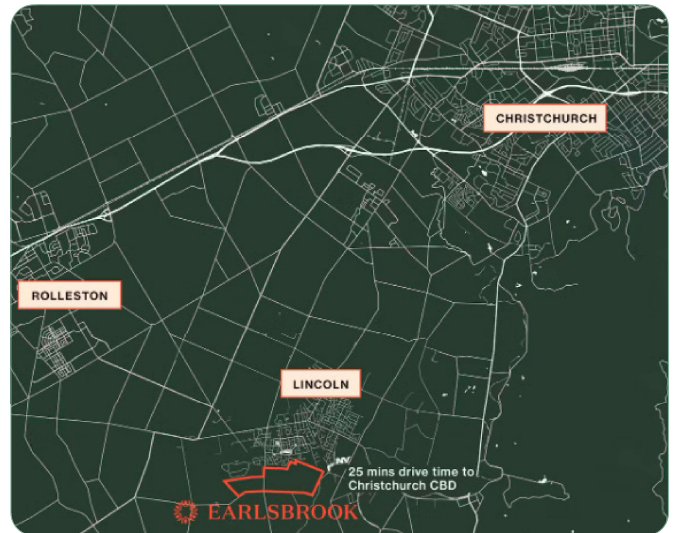 CHRISTCHURCH
ROLLESTON
LINCOLN
25 mins drive time to
Christchurch CBD
EARLSBROOK